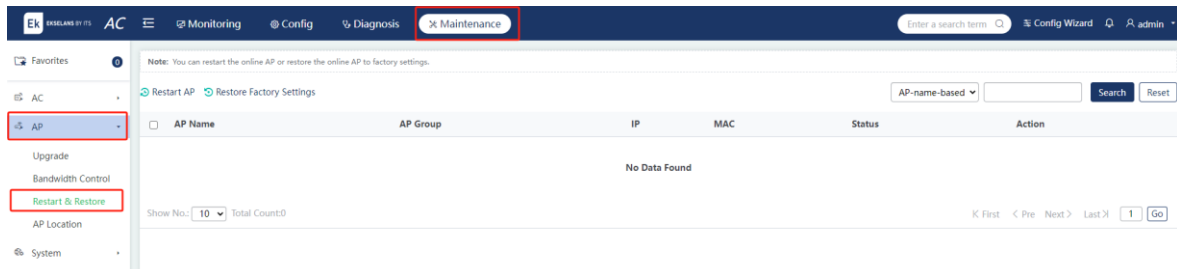 Ek EKSELANS BY ITS AC Monitoring Config Diagnosis Maintenance Enter a search term Config Wizard admin
Favorites 0
Note: You can restart the online AP or restore the online AP to factory settings.
AC
Restart AP Restore Factory Settings AP-name-based Search Reset
AP
AP Name AP Group IP MAC Status Action
Upgrade
No Data Found
Bandwidth Control
Restart & Restore
Show No.: 10 Total Count:0 First Pre Next Last 1 Go
AP Location
System